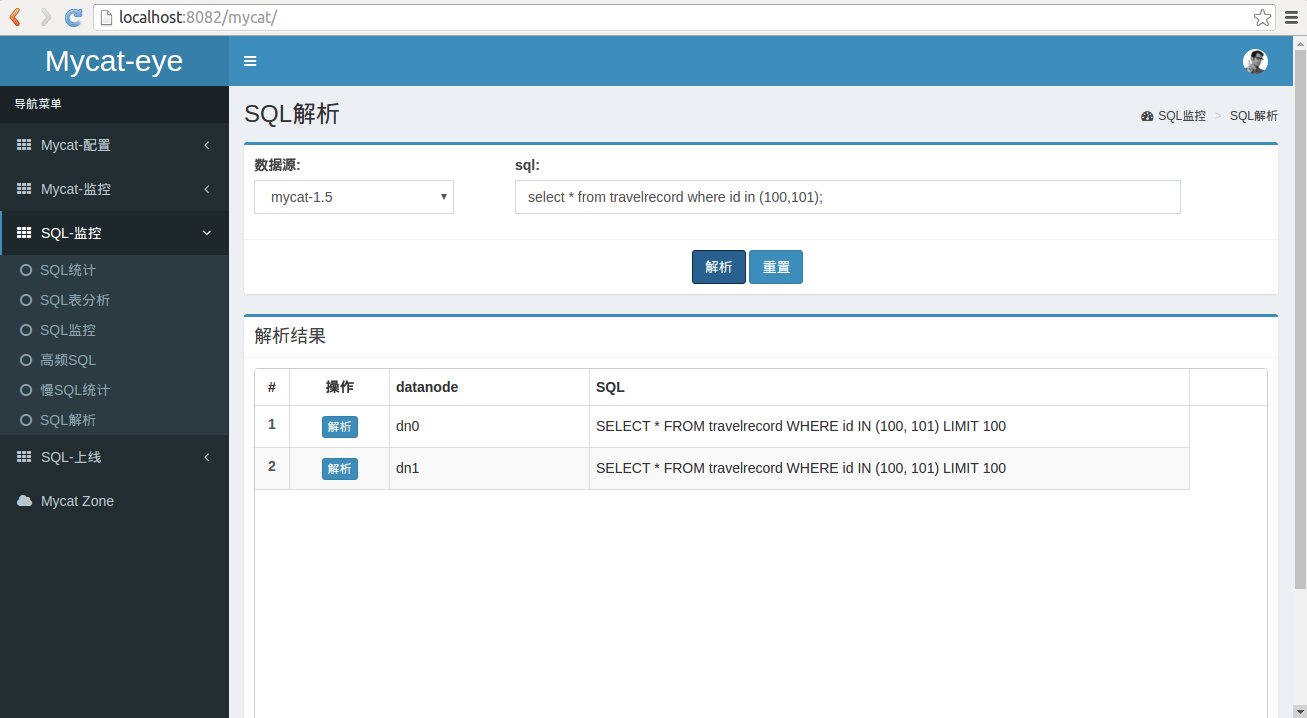 localhost:8082/mycat/
Mycat-eye
导航菜单
Mycat-配置
Mycat-监控
SQL-监控
SQL统计
SQL表分析
SQL监控
高频SQL
慢SQL统计
SQL解析
SQL-上线
Mycat Zone
SQL解析
SQL监控 > SQL解析
数据源: sql:
mycat-1.5 select * from travelrecord where id in (100,101);
解析 重置
解析结果
# 操作 datanode SQL
1 解析 dn0 SELECT * FROM travelrecord WHERE id IN (100, 101) LIMIT 100
2 解析 dn1 SELECT * FROM travelrecord WHERE id IN (100, 101) LIMIT 100